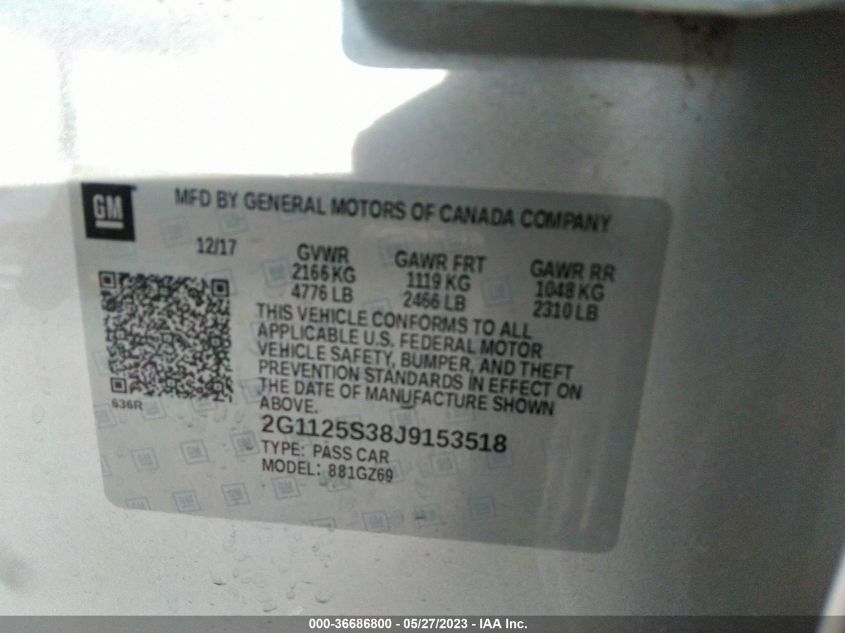 GM
MFD BY GENERAL MOTORS OF CANADA COMPANY
12/17 GVWR GAWR FRT GAWR RR
2166 KG 1119 KG 1048 KG
4776 LB 2466 LB 2310 LB
THIS VEHICLE CONFORMS TO ALL
APPLICABLE U.S. FEDERAL MOTOR
VEHICLE SAFETY, BUMPER, AND THEFT
PREVENTION STANDARDS IN EFFECT ON
THE DATE OF MANUFACTURE SHOWN
ABOVE.
636R
2G1125S38J9153518
TYPE: PASS CAR
MODEL: 881GZ69
000-36686800 - 05/27/2023 - IAA Inc.